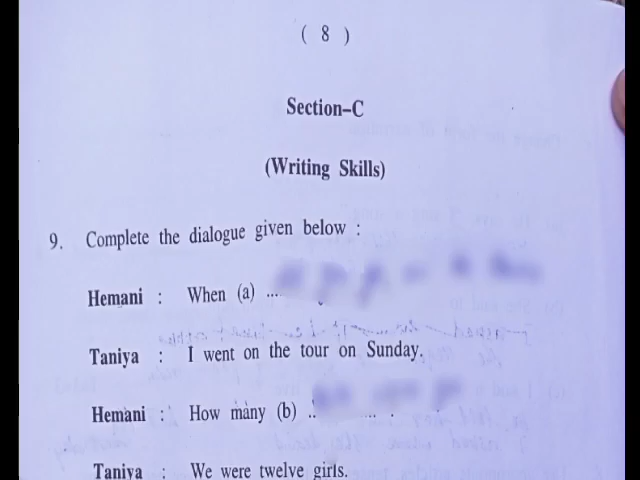 ( 8 )
Section–C
(Writing Skills)
9. Complete the dialogue given below :
Hemani : When (a) ....
Taniya : I went on the tour on Sunday.
Hemani : How many (b) .. .... .
Taniya : We were twelve girls.